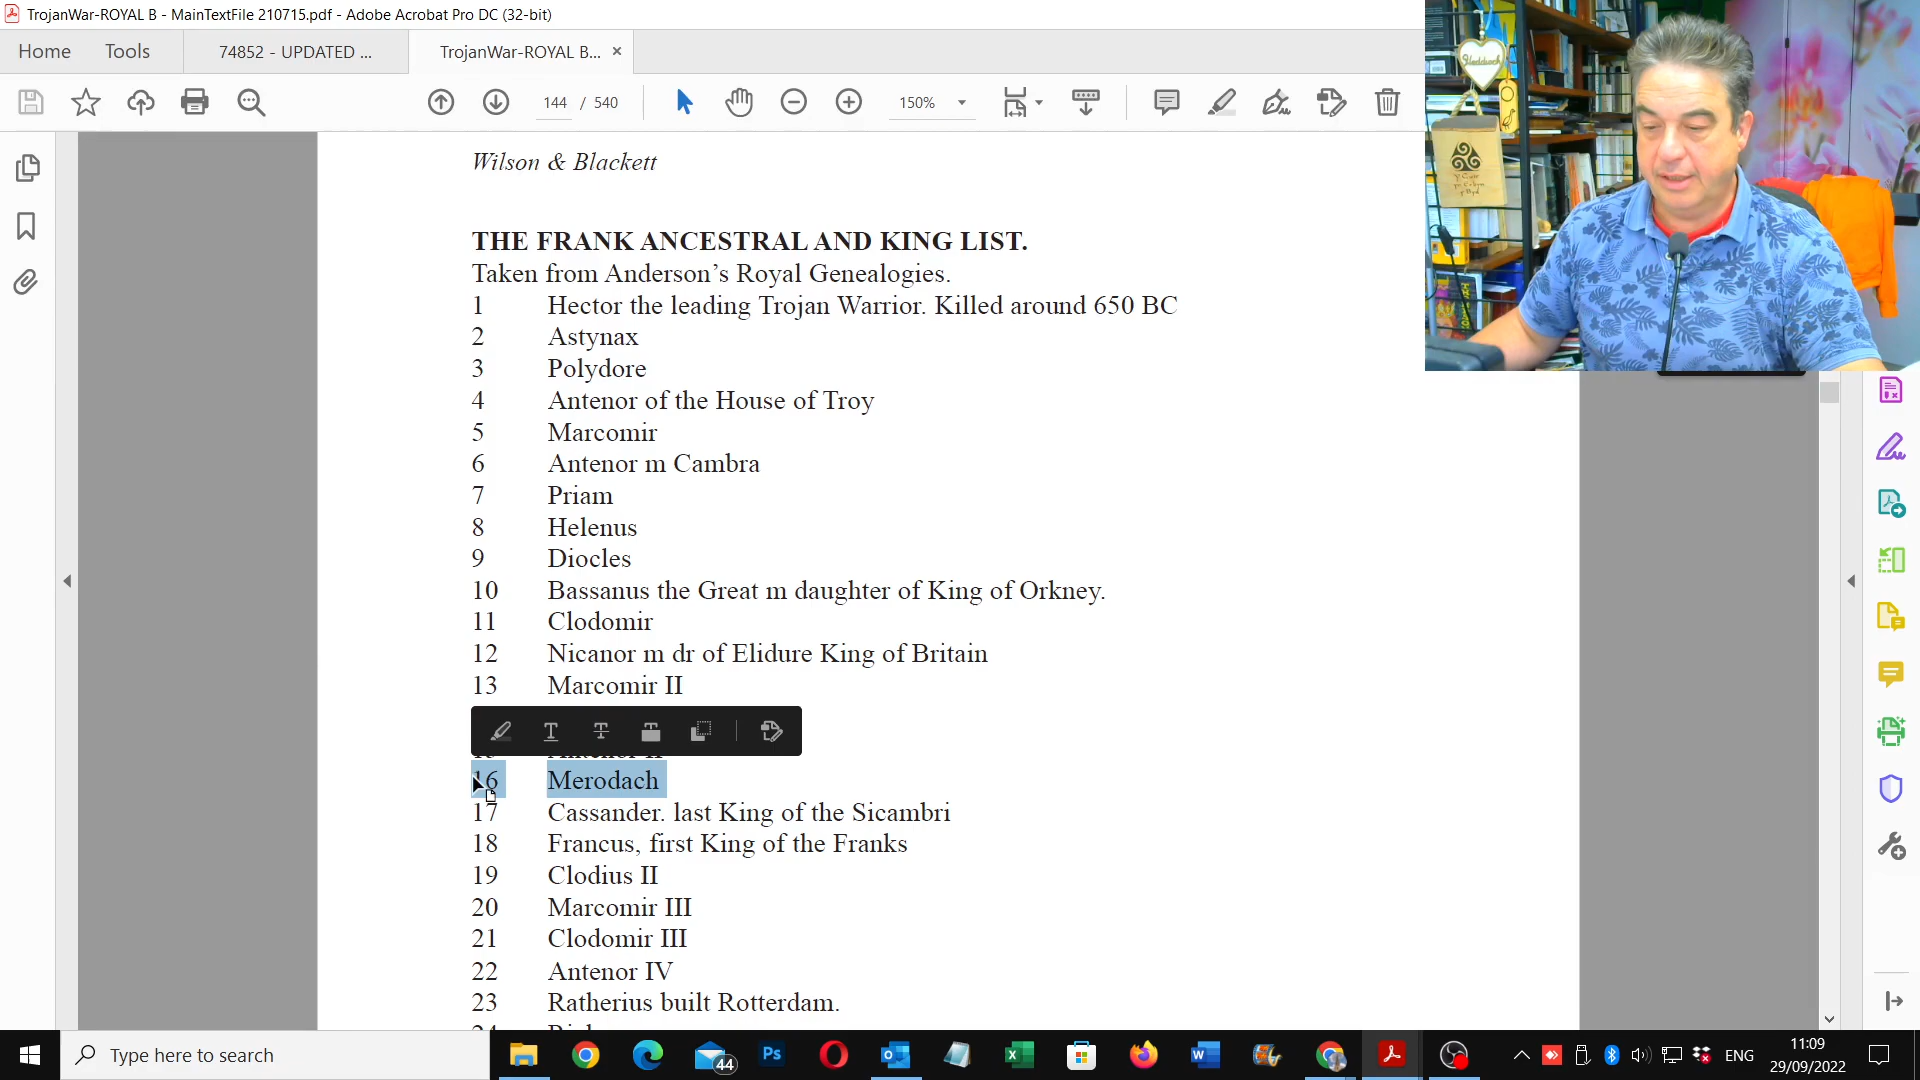 TrojanWar-ROYAL B - MainTextFile 210715.pdf - Adobe Acrobat Pro DC (32-bit)
Home Tools 74852 - UPDATED ... TrojanWar-ROYAL B... ×
144 / 540 150%
Wilson & Blackett
THE FRANK ANCESTRAL AND KING LIST.
Taken from Anderson's Royal Genealogies.
1 Hector the leading Trojan Warrior. Killed around 650 BC
2 Astynax
3 Polydore
4 Antenor of the House of Troy
5 Marcomir
6 Antenor m Cambra
7 Priam
8 Helenus
9 Diocles
10 Bassanus the Great m daughter of King of Orkney.
11 Clodomir
12 Nicanor m dr of Elidure King of Britain
13 Marcomir II
16 Merodach
17 Cassander. last King of the Sicambri
18 Francus, first King of the Franks
19 Clodius II
20 Marcomir III
21 Clodomir III
22 Antenor IV
23 Ratherius built Rotterdam.
Type here to search
44
Ps
ENG
11:09
29/09/2022